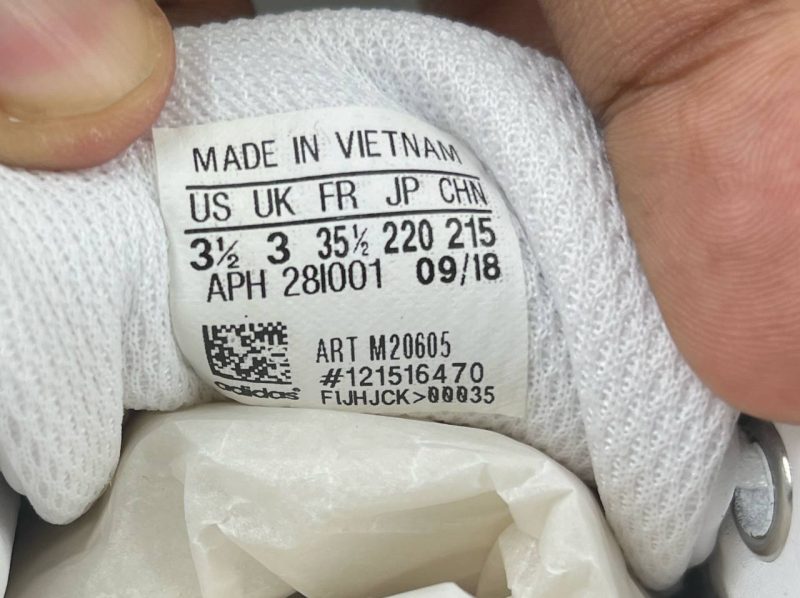 MADE IN VIETNAM
US UK FR JP CHN
3½ 3 35½ 220 215
APH 28I001 09/18
ART M20605
#121516470
adidas
FIJHJCK>00035